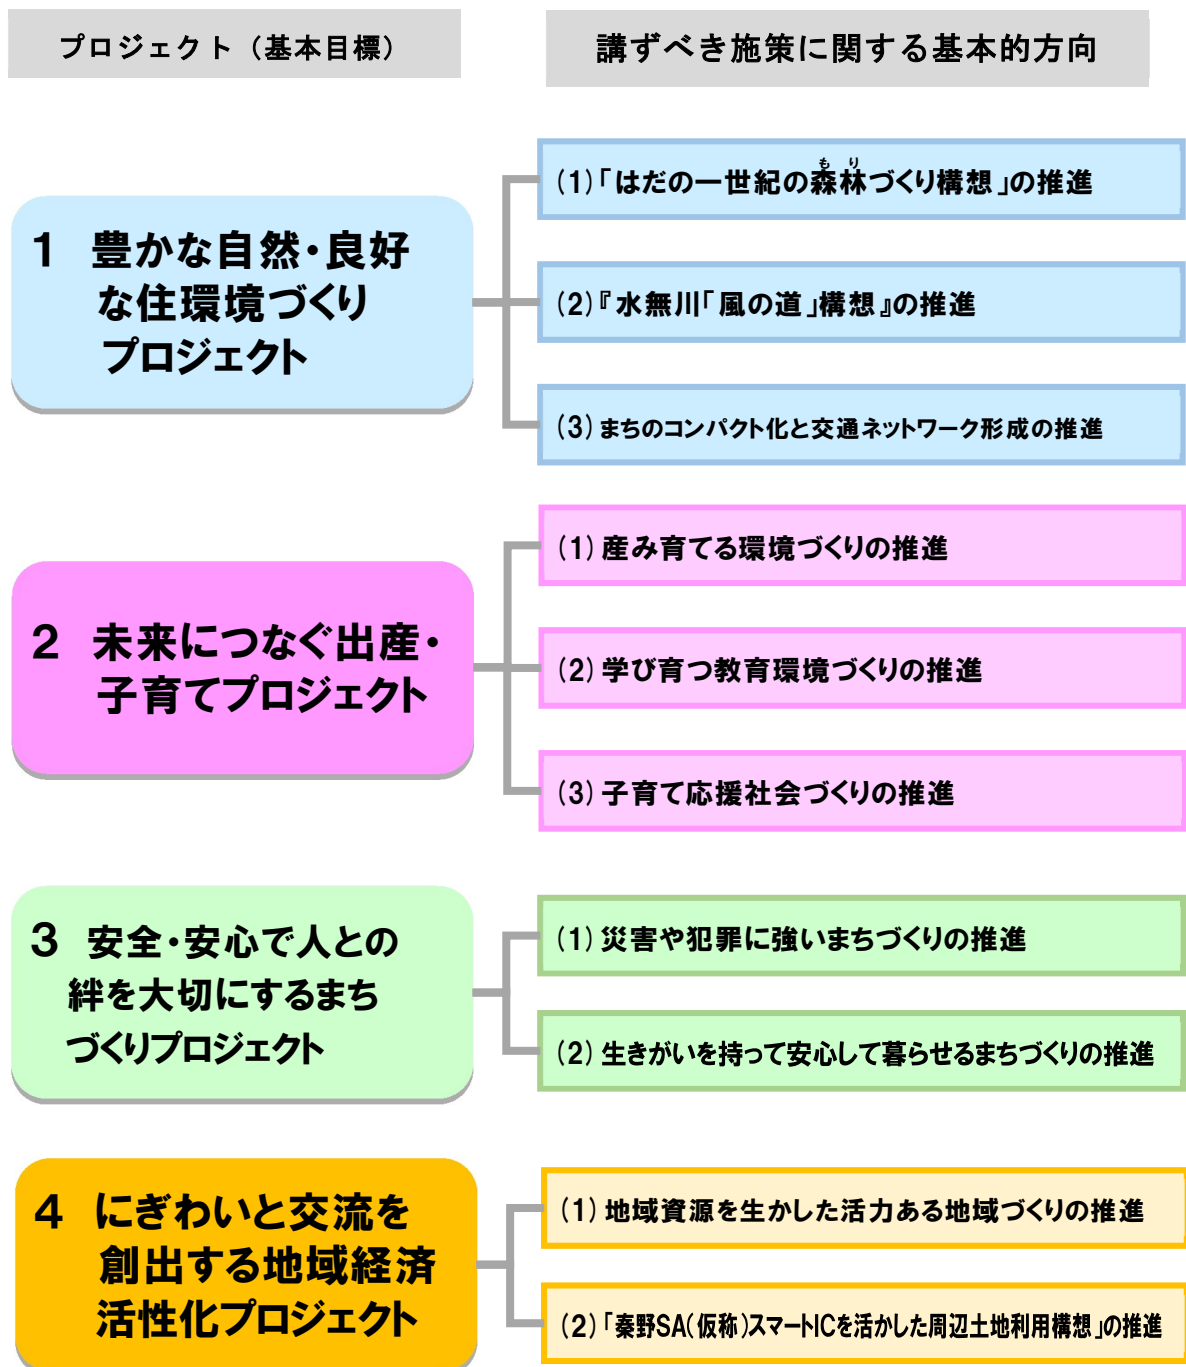 プロジェクト（基本目標）
講ずべき施策に関する基本的方向
1 豊かな自然・良好
な住環境づくり
プロジェクト
もり
(1)「はだの一世紀の森林づくり構想」の推進
(2)『水無川「風の道」構想』の推進
(3)まちのコンパクト化と交通ネットワーク形成の推進
2 未来につなぐ出産・
子育てプロジェクト
(1)産み育てる環境づくりの推進
(2)学び育つ教育環境づくりの推進
(3)子育て応援社会づくりの推進
3 安全・安心で人との
絆を大切にするまち
づくりプロジェクト
(1)災害や犯罪に強いまちづくりの推進
(2)生きがいを持って安心して暮らせるまちづくりの推進
4 にぎわいと交流を
創出する地域経済
活性化プロジェクト
(1)地域資源を生かした活力ある地域づくりの推進
(2)「秦野SA(仮称)スマートICを活かした周辺土地利用構想」の推進